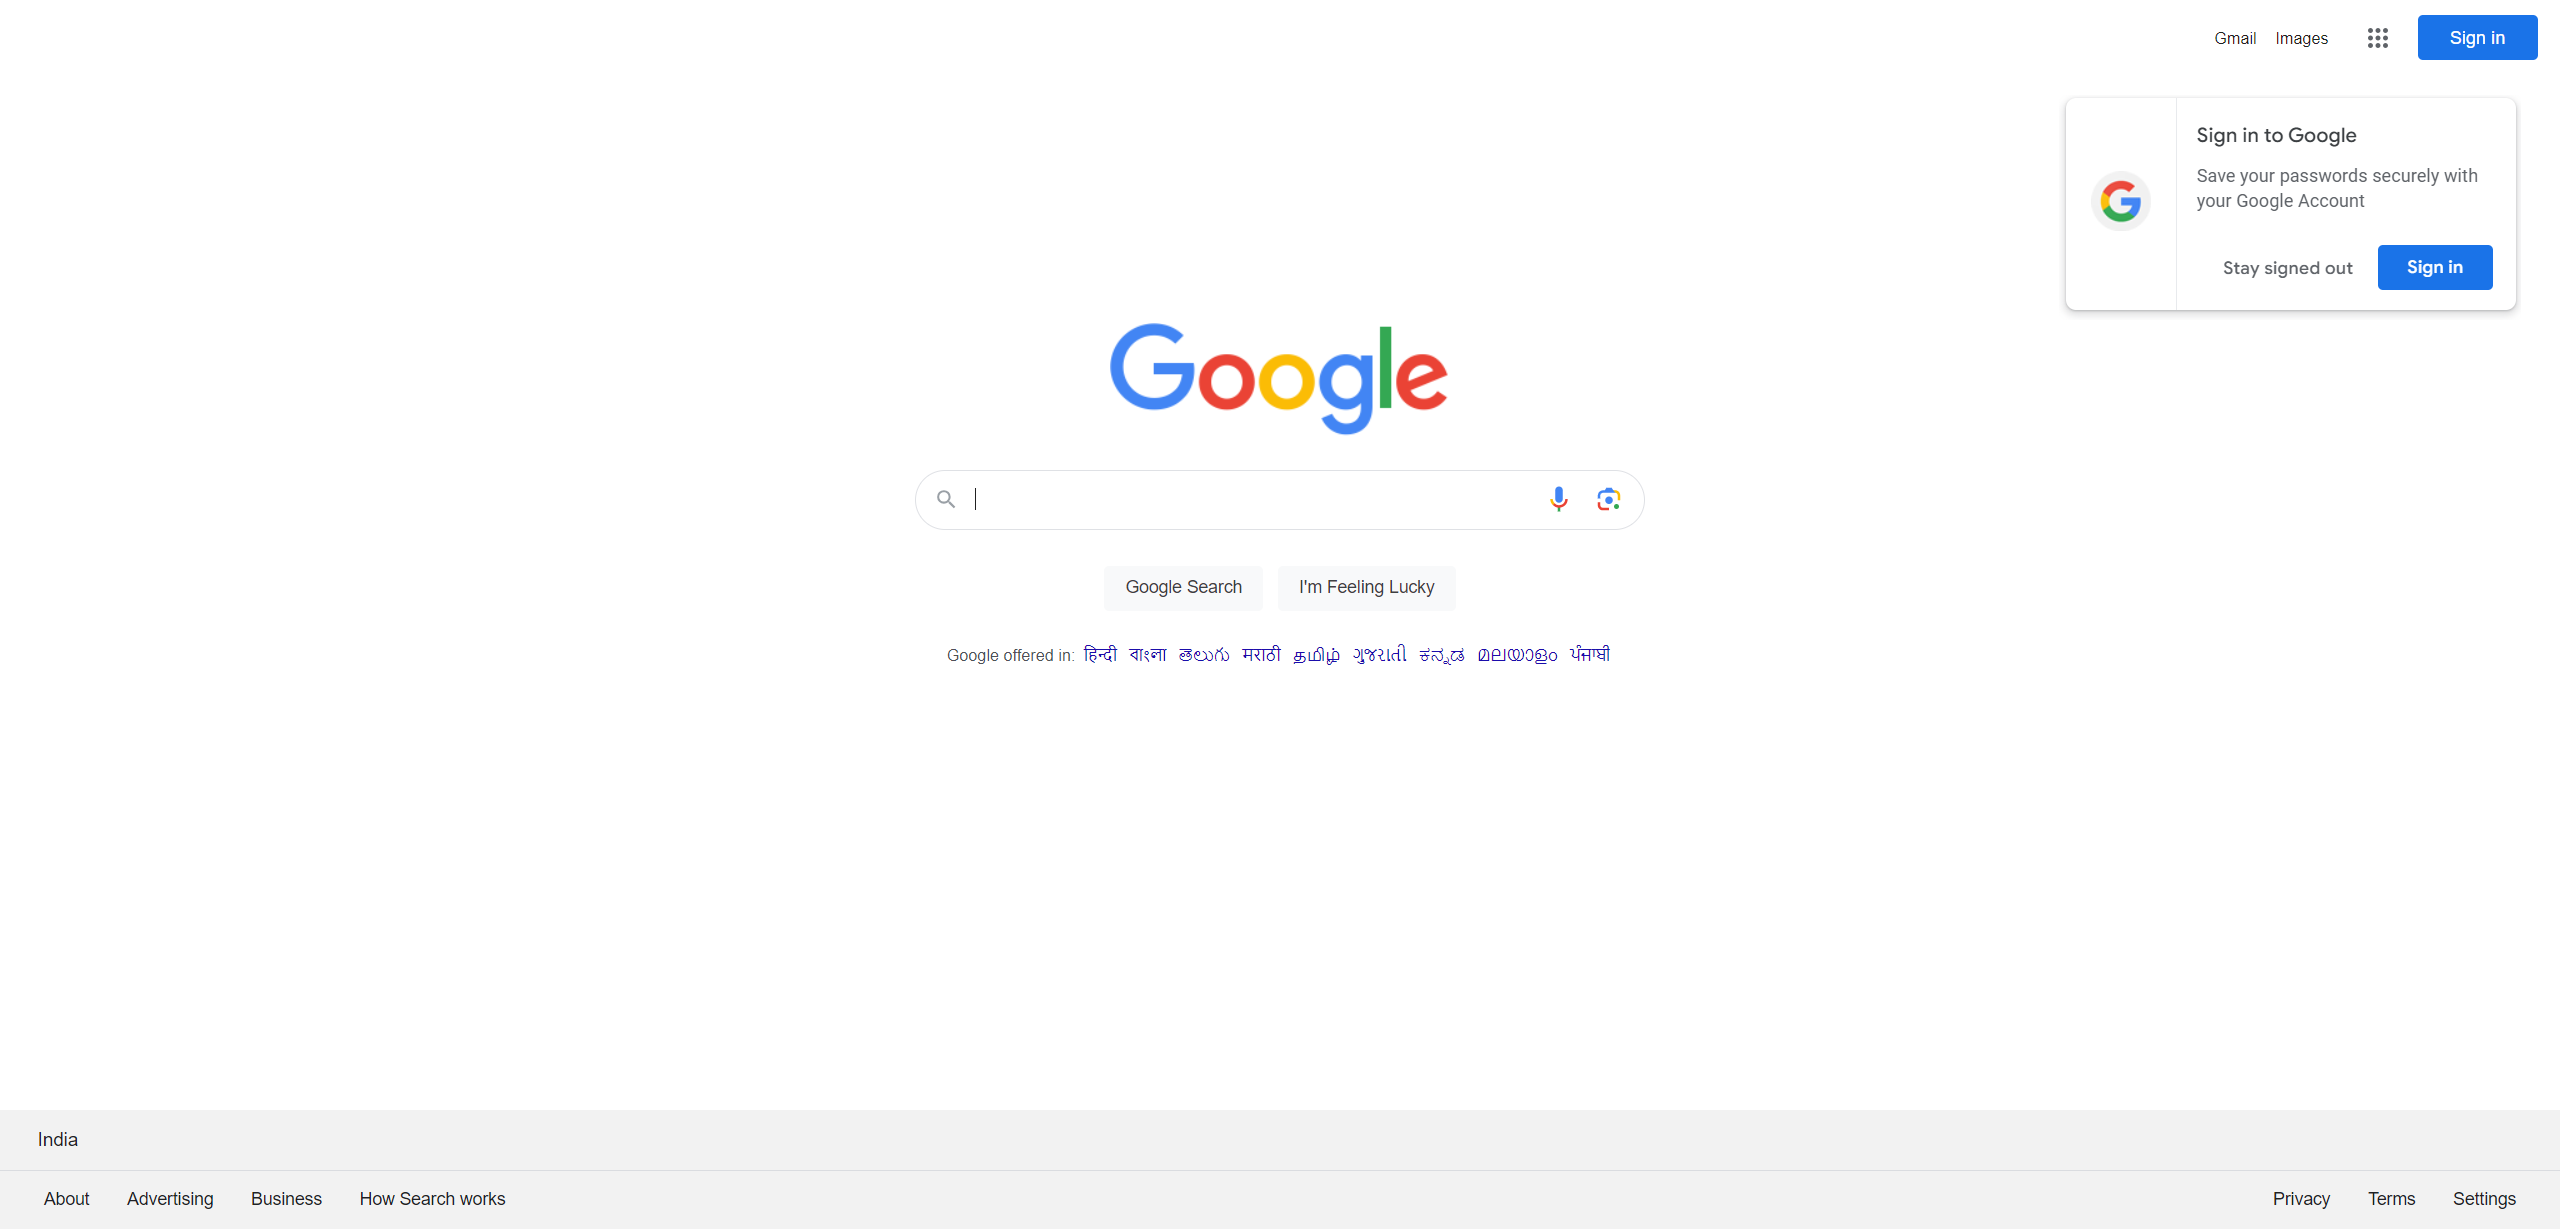 Gmail Images Sign in
Sign in to Google
Save your passwords securely with
your Google Account
Stay signed out Sign in
Google
Google Search I'm Feeling Lucky
Google offered in: हिन्दी বাংলা తెలుగు मराठी தமிழ் ગુજરાતી ಕನ್ನಡ മലയാളം ਪੰਜਾਬੀ
India
About Advertising Business How Search works Privacy Terms Settings